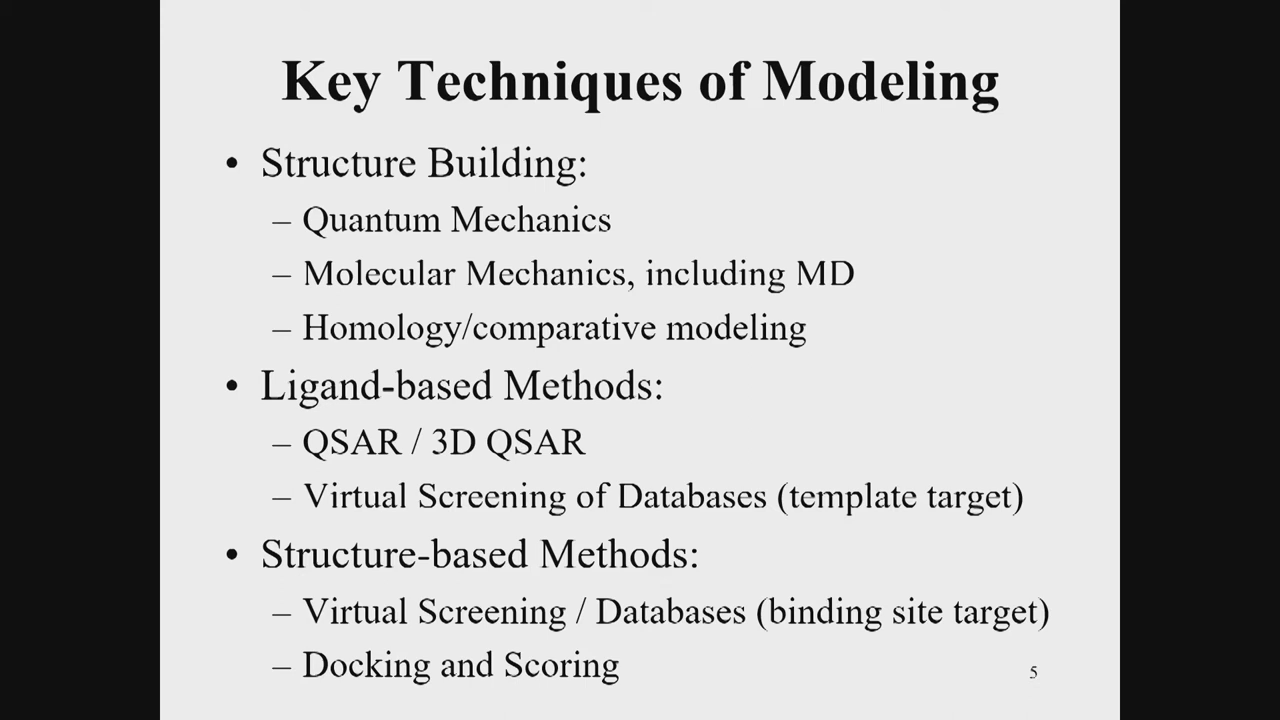 Key Techniques of Modeling
• Structure Building:
– Quantum Mechanics
– Molecular Mechanics, including MD
– Homology/comparative modeling
• Ligand-based Methods:
– QSAR / 3D QSAR
– Virtual Screening of Databases (template target)
• Structure-based Methods:
– Virtual Screening / Databases (binding site target)
– Docking and Scoring
5